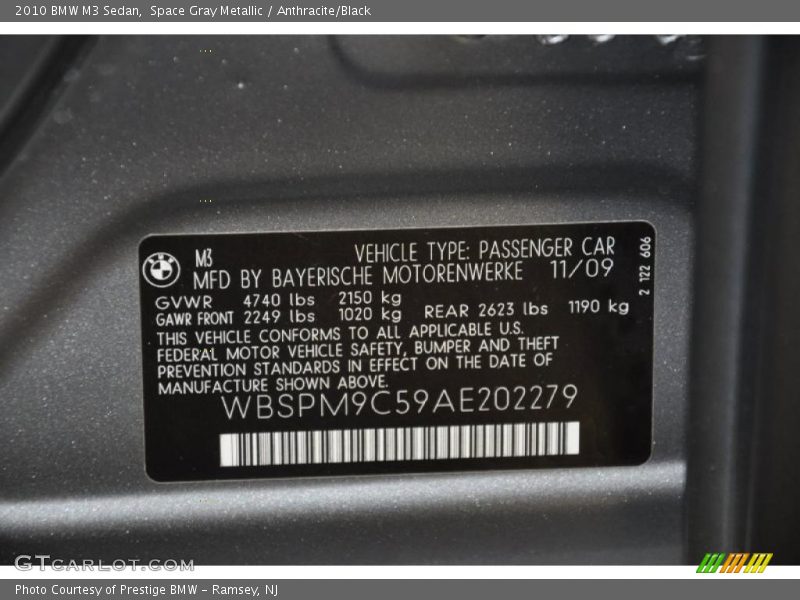 2010 BMW M3 Sedan,  Space Gray Metallic / Anthracite/Black
M3 VEHICLE TYPE: PASSENGER CAR
MFD BY BAYERISCHE MOTORENWERKE 11/09
GVWR 4740 lbs 2150 kg
GAWR FRONT 2249 lbs 1020 kg REAR 2623 lbs 1190 kg
THIS VEHICLE CONFORMS TO ALL APPLICABLE U.S.
FEDERAL MOTOR VEHICLE SAFETY, BUMPER AND THEFT
PREVENTION STANDARDS IN EFFECT ON THE DATE OF
MANUFACTURE SHOWN ABOVE.
WBSPM9C59AE202279
2 122 606
GTCARLOT.COM
Photo Courtesy of Prestige BMW - Ramsey, NJ